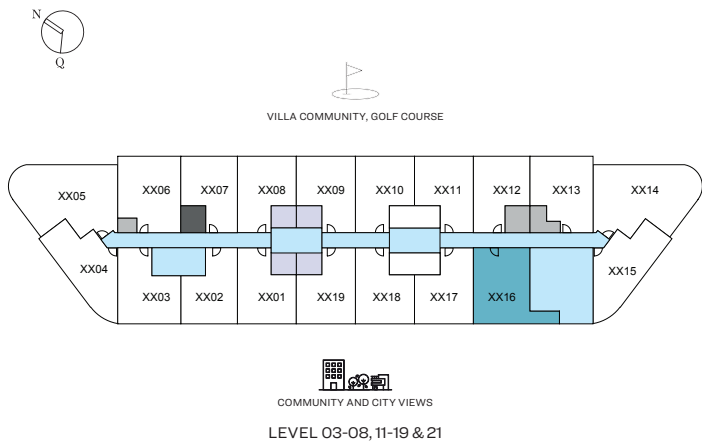 N
Q
VILLA COMMUNITY, GOLF COURSE
XX05
XX06
XX07
XX08
XX09
XX10
XX11
XX12
XX13
XX14
XX04
XX03
XX02
XX01
XX19
XX18
XX17
XX16
XX15
COMMUNITY AND CITY VIEWS
LEVEL 03-08, 11-19 & 21